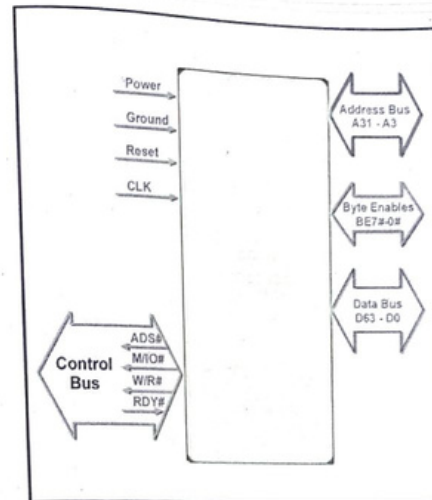 Power
Ground
Reset
CLK
Address Bus
A31 - A3
Byte Enables
BE7#-0#
Data Bus
D63 - D0
Control
Bus
ADS#
M/IO#
W/R#
RDY#